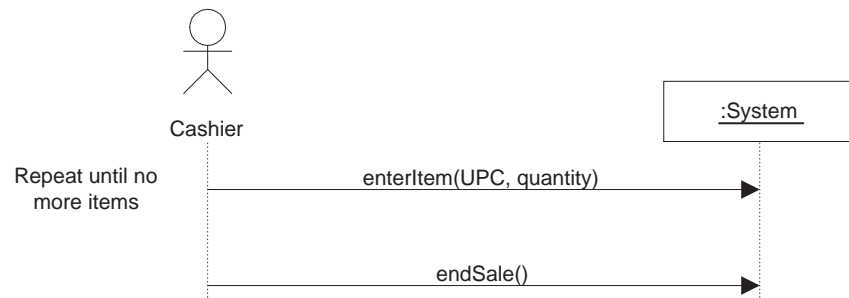 Cashier
:System
Repeat until no
more items
enterItem(UPC, quantity)
endSale()